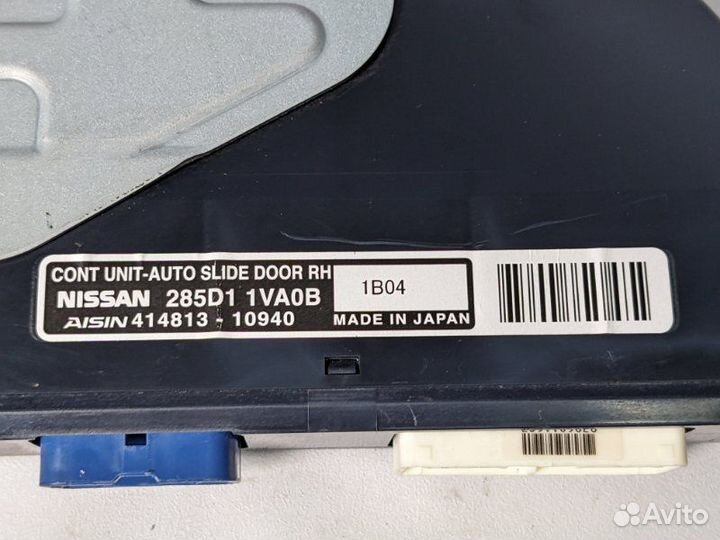 CONT UNIT-AUTO SLIDE DOOR RH
NISSAN 285D1 1VA0B
1B04
AISIN 414813 - 10940
MADE IN JAPAN
Avito